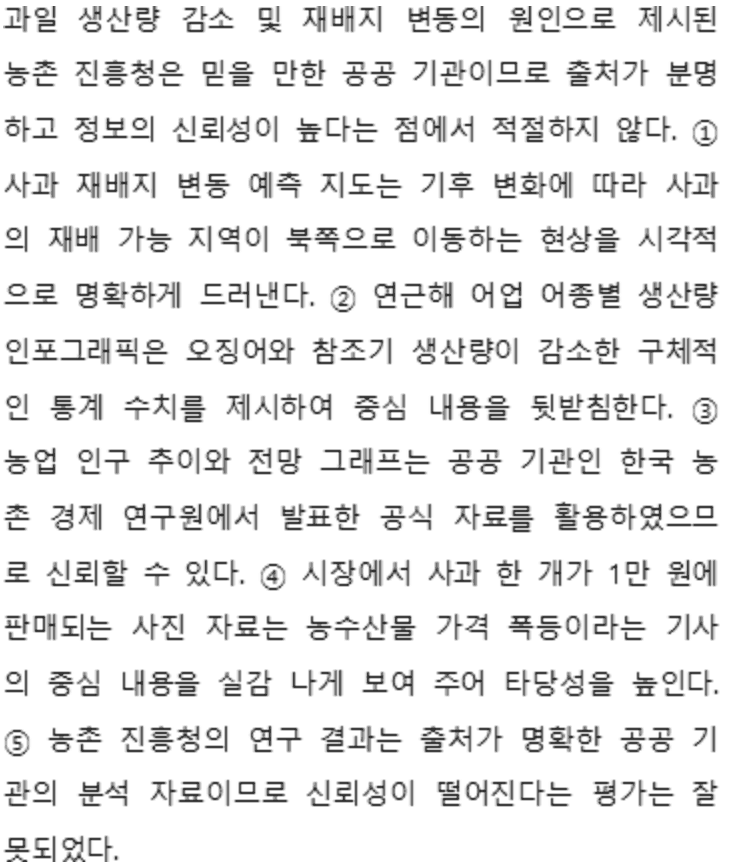 과일 생산량 감소 및 재배지 변동의 원인으로 제시된
농촌 진흥청은 믿을 만한 공공 기관이므로 출처가 분명
하고 정보의 신뢰성이 높다는 점에서 적절하지 않다. ①
사과 재배지 변동 예측 지도는 기후 변화에 따라 사과
의 재배 가능 지역이 북쪽으로 이동하는 현상을 시각적
으로 명확하게 드러낸다. ② 연근해 어업 어종별 생산량
인포그래픽은 오징어와 참조기 생산량이 감소한 구체적
인 통계 수치를 제시하여 중심 내용을 뒷받침한다. ③
농업 인구 추이와 전망 그래프는 공공 기관인 한국 농
촌 경제 연구원에서 발표한 공식 자료를 활용하였으므
로 신뢰할 수 있다. ④ 시장에서 사과 한 개가 1만 원에
판매되는 사진 자료는 농수산물 가격 폭등이라는 기사
의 중심 내용을 실감 나게 보여 주어 타당성을 높인다.
⑤ 농촌 진흥청의 연구 결과는 출처가 명확한 공공 기
관의 분석 자료이므로 신뢰성이 떨어진다는 평가는 잘
못되었다.